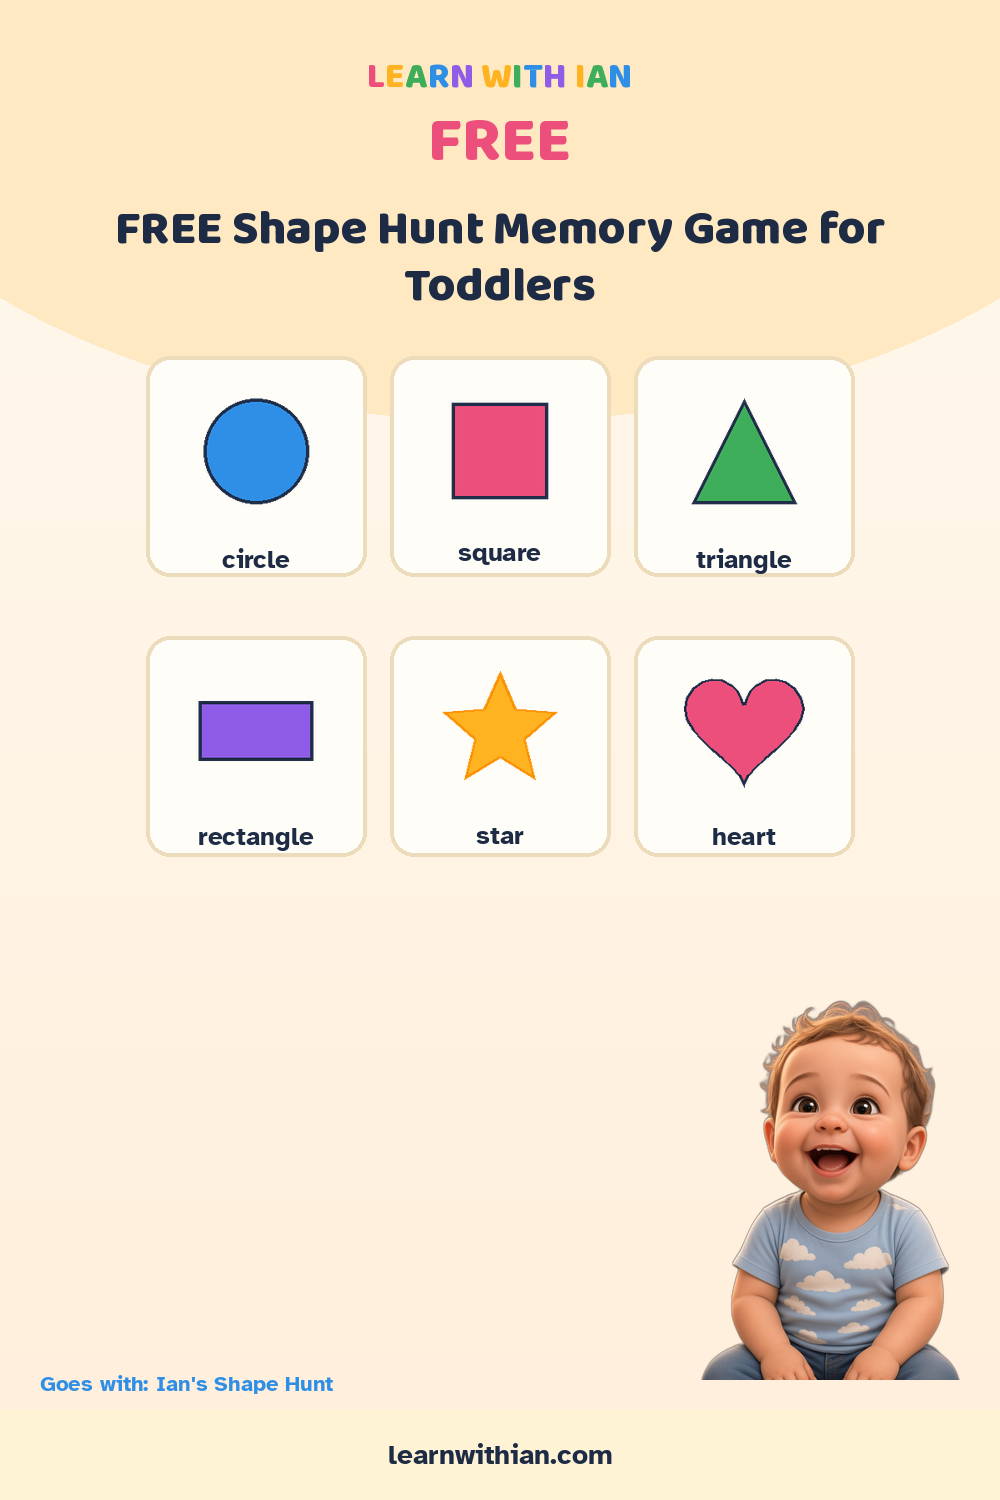 LEARN WITH IAN
FREE
FREE Shape Hunt Memory Game for
Toddlers
circle
square
triangle
rectangle
star
heart
Goes with: Ian's Shape Hunt
learnwithian.com